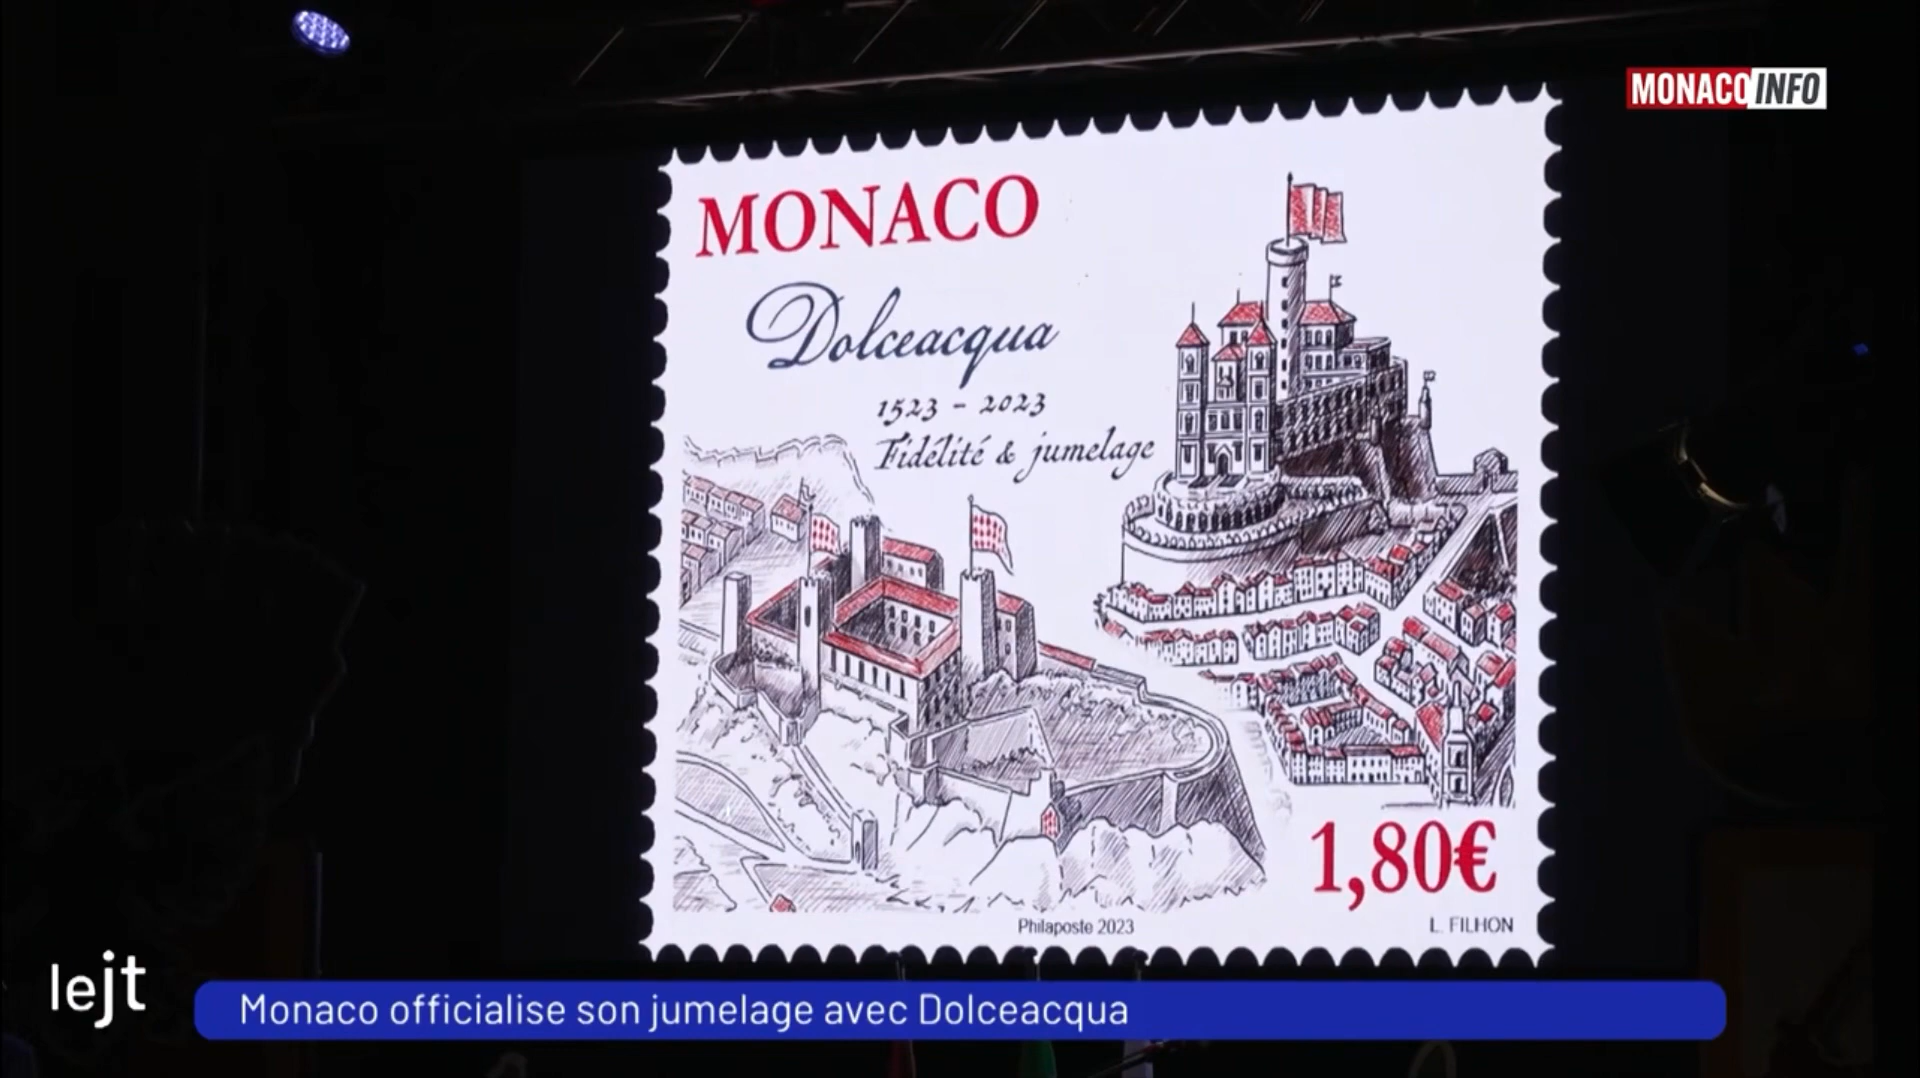 MONACOINFO
MONACO
Dolceacqua
1523 - 2023
Fidélité & jumelage
1,80€
Philaposte 2023
L. FILHON
lejt
Monaco officialise son jumelage avec Dolceacqua